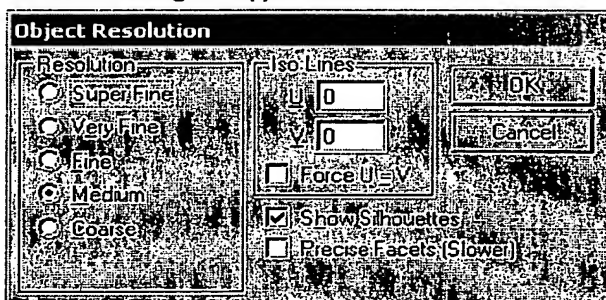 Object Resolution
Resolution
Super Fine
Very Fine
Fine
Medium
Coarse
Iso Lines
U 0
V 0
Force U = V
Show Silhouettes
Precise Facets (Slower)
OK
Cancel